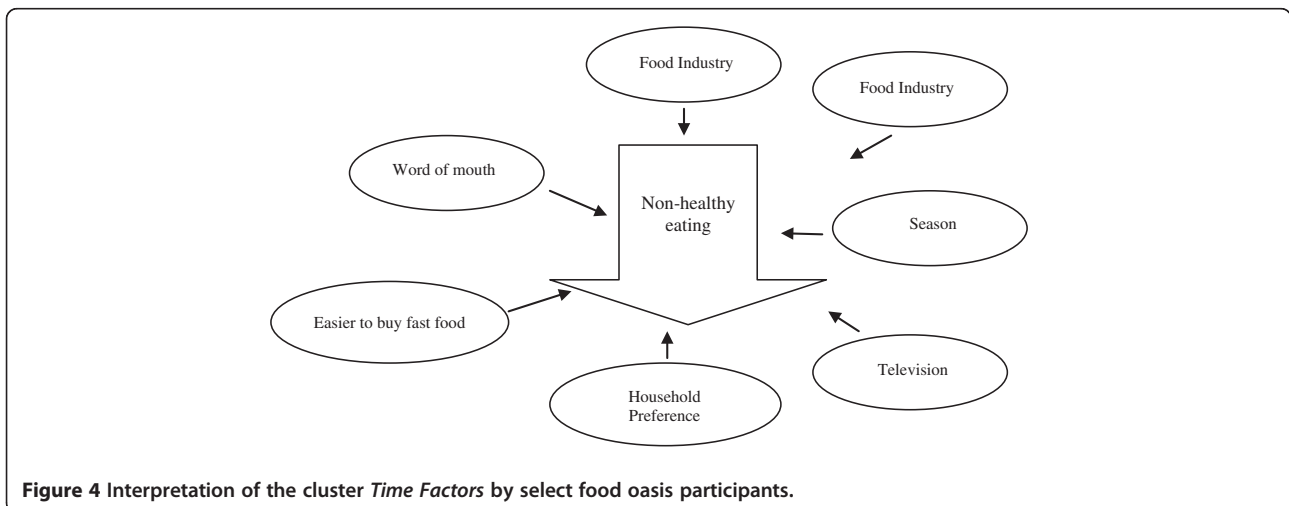 Food Industry
Food Industry
Word of mouth
Non-healthy
eating
Season
Easier to buy fast food
Television
Household
Preference
Figure 4 Interpretation of the cluster Time Factors by select food oasis participants.